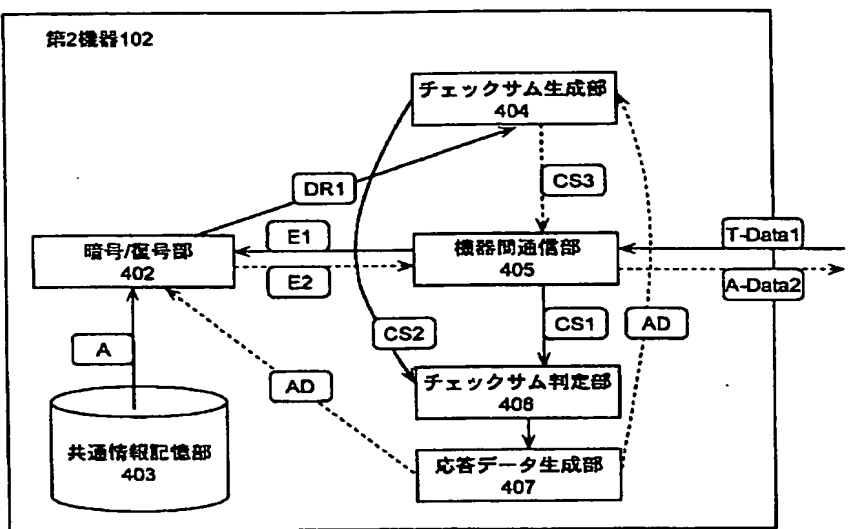 第2機器102
チェックサム生成部
404
DR1
CS3
E1
T-Data1
暗号/復号部
402
機器間通信部
405
E2
A-Data2
CS2
CS1
AD
A
AD
チェックサム判定部
406
共通情報記憶部
403
応答データ生成部
407